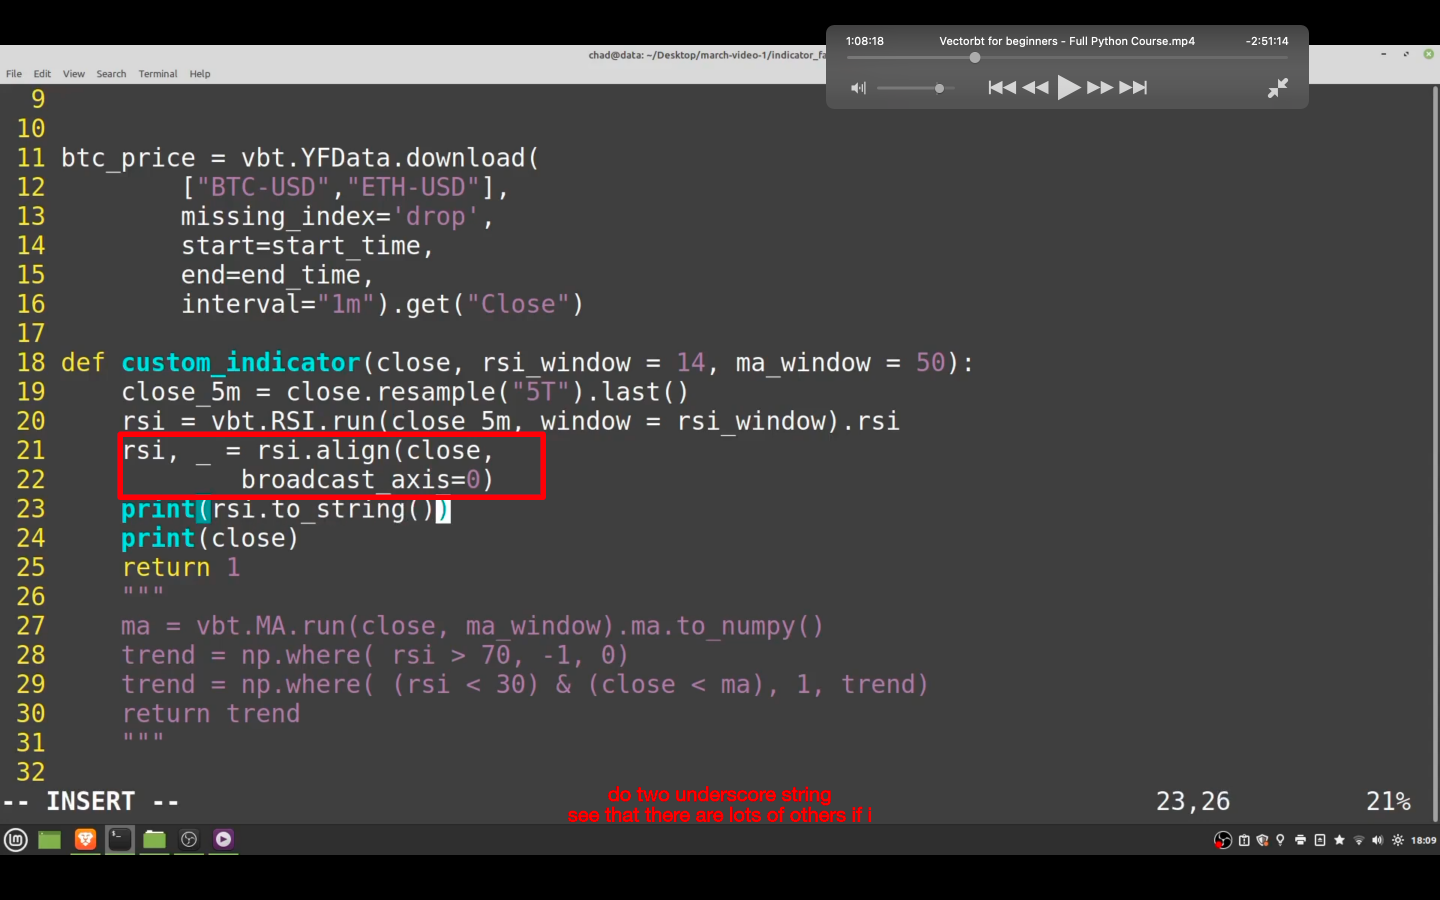 1:08:18 Vectorbt for beginners - Full Python Course.mp4 -2:51:14
chad@data: ~/Desktop/march-video-1/indicator_fa
File Edit View Search Terminal Help
9
10
11 btc_price = vbt.YFData.download(
12 ["BTC-USD","ETH-USD"],
13 missing_index='drop',
14 start=start_time,
15 end=end_time,
16 interval="1m").get("Close")
17
18 def custom_indicator(close, rsi_window = 14, ma_window = 50):
19 close_5m = close.resample("5T").last()
20 rsi = vbt.RSI.run(close_5m, window = rsi_window).rsi
21 rsi, _ = rsi.align(close,
22 broadcast_axis=0)
23 print(rsi.to_string())
24 print(close)
25 return 1
26 """
27 ma = vbt.MA.run(close, ma_window).ma.to_numpy()
28 trend = np.where( rsi > 70, -1, 0)
29 trend = np.where( (rsi < 30) & (close < ma), 1, trend)
30 return trend
31 """
32
do two underscore string
-- INSERT -- 23,26 21%
see that there are lots of others if i
18:09